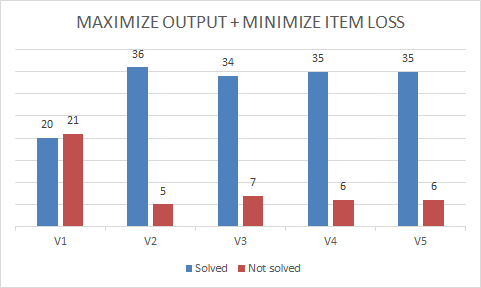 MAXIMIZE OUTPUT + MINIMIZE ITEM LOSS
20 21 36 5 34 7 35 6 35 6
V1 V2 V3 V4 V5
Solved Not solved